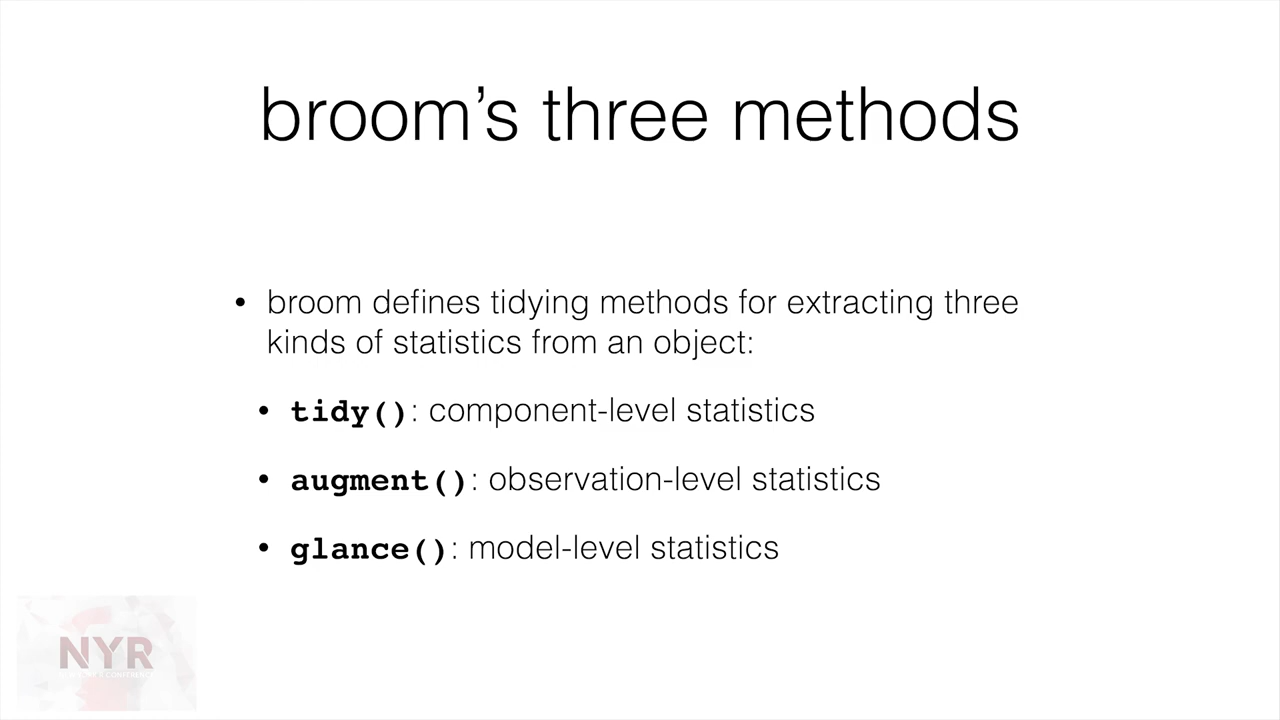 broom’s three methods
• broom defines tidying methods for extracting three
kinds of statistics from an object:
• tidy(): component-level statistics
• augment(): observation-level statistics
• glance(): model-level statistics
NYR